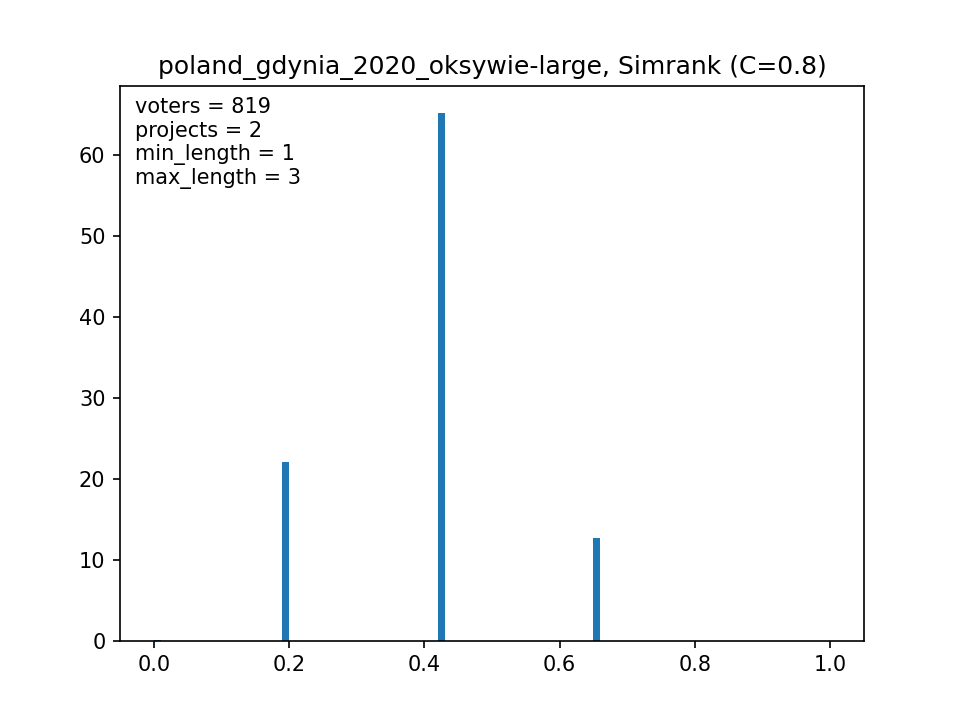 poland_gdynia_2020_oksywie-large, Simrank (C=0.8)
voters = 819
projects = 2
min_length = 1
max_length = 3
60
50
40
30
20
10
0
0.0 0.2 0.4 0.6 0.8 1.0